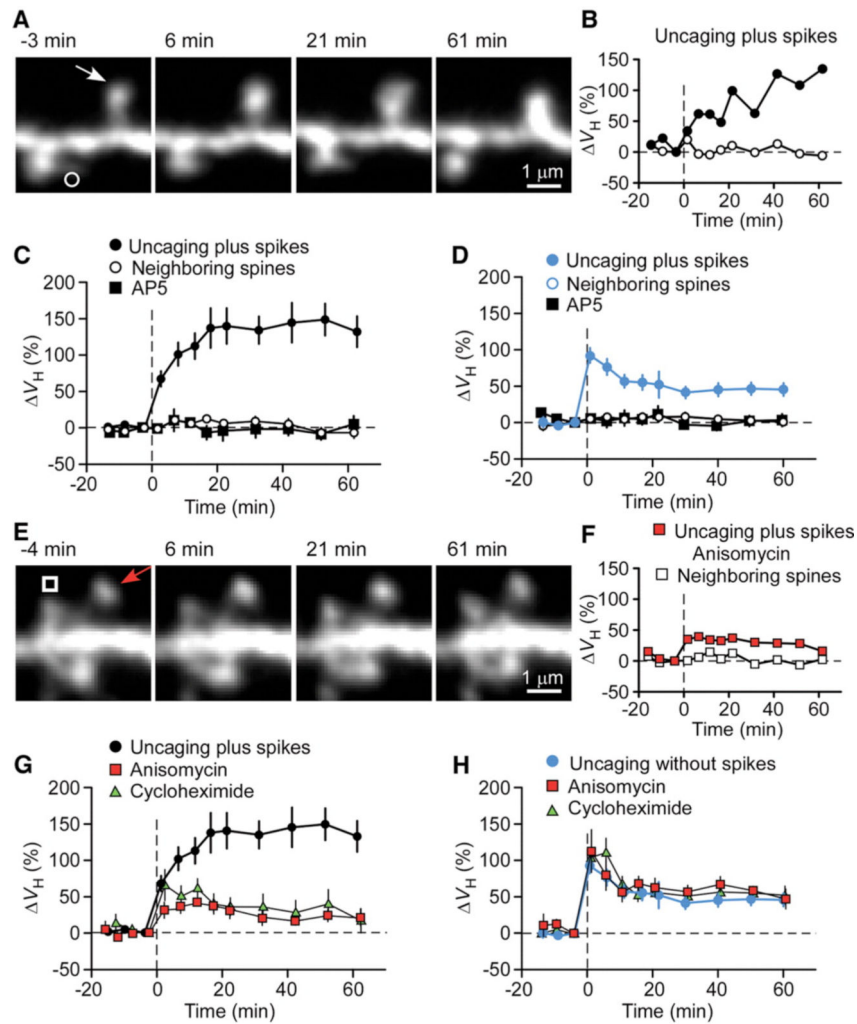 A
-3 min 6 min 21 min 61 min
1 μm
B
Uncaging plus spikes
ΔVH (%)
150
100
50
0
-50
-20 0 20 40 60
Time (min)
C
Uncaging plus spikes
Neighboring spines
AP5
ΔVH (%)
200
150
100
50
0
-50
-20 0 20 40 60
Time (min)
D
Uncaging plus spikes
Neighboring spines
AP5
ΔVH (%)
200
150
100
50
0
-50
-20 0 20 40 60
Time (min)
E
-4 min 6 min 21 min 61 min
1 μm
F
Uncaging plus spikes
Anisomycin
Neighboring spines
ΔVH (%)
150
100
50
0
-50
-20 0 20 40 60
Time (min)
G
Uncaging plus spikes
Anisomycin
Cycloheximide
ΔVH (%)
200
150
100
50
0
-50
-20 0 20 40 60
Time (min)
H
Uncaging without spikes
Anisomycin
Cycloheximide
ΔVH (%)
200
150
100
50
0
-50
-20 0 20 40 60
Time (min)